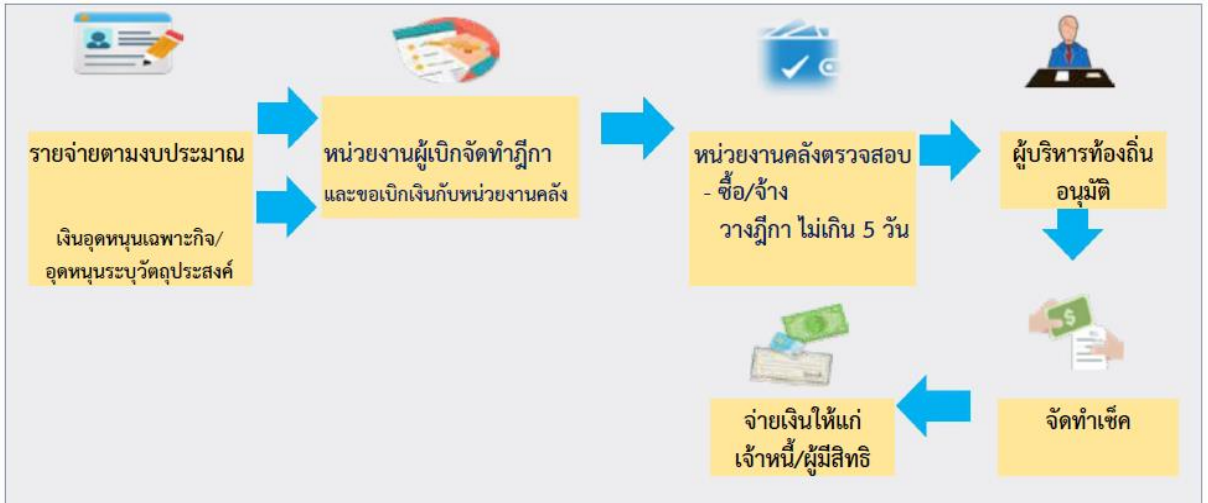 รายจ่ายตามงบประมาณ
เงินอุดหนุนเฉพาะกิจ/
อุดหนุนระบุวัตถุประสงค์
หน่วยงานผู้เบิกจัดทำฎีกา
และขอเบิกเงินกับหน่วยงานคลัง
หน่วยงานคลังตรวจสอบ
- ซื้อ/จ้าง
วางฎีกา ไม่เกิน 5 วัน
ผู้บริหารท้องถิ่น
อนุมัติ
จัดทำเช็ค
จ่ายเงินให้แก่
เจ้าหนี้/ผู้มีสิทธิ